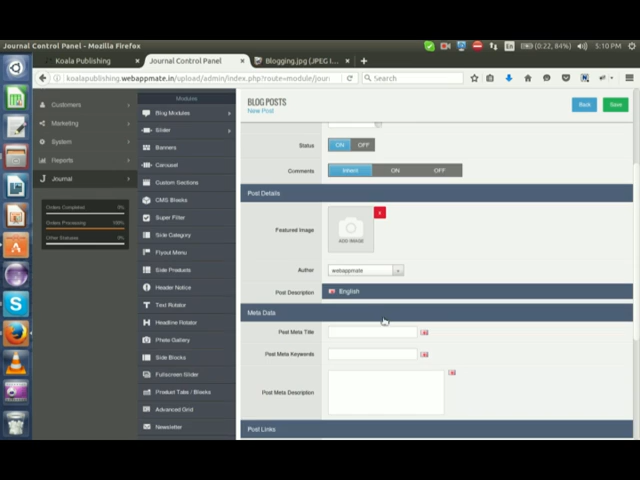 Journal Control Panel - Mozilla Firefox
En
(0:22, 84%)
5:10 PM
Koala Publishing
Journal Control Panel
Blogging.jpg (JPEG I...
koalapublishing.webappmate.in/upload/admin/index.php?route=module/jour
Search
Customers
Marketing
System
Reports
Journal
Orders Completed 0%
Orders Processing 100%
Other Statuses 0%
Modules
Blog Modules
Slider
Banners
Carousel
Custom Sections
CMS Blocks
Super Filter
Side Category
Flyout Menu
Side Products
Header Notice
Text Rotator
Headline Rotator
Photo Gallery
Side Blocks
Fullscreen Slider
Product Tabs / Blocks
Advanced Grid
Newsletter
BLOG POSTS
New Post
Back
Save
Status
ON
OFF
Comments
Inherit
ON
OFF
Post Details
Featured Image
ADD IMAGE
X
Author
webappmate
Post Description
English
Meta Data
Post Meta Title
Post Meta Keywords
Post Meta Description
Post Links